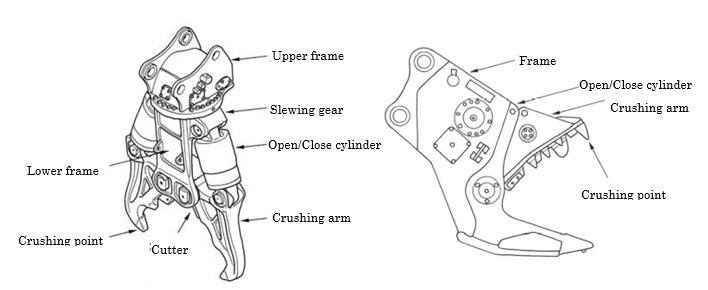 Upper frame
Slewing gear
Open/Close cylinder
Lower frame
Crushing arm
Crushing point
Cutter
Frame
Open/Close cylinder
Crushing arm
Crushing point